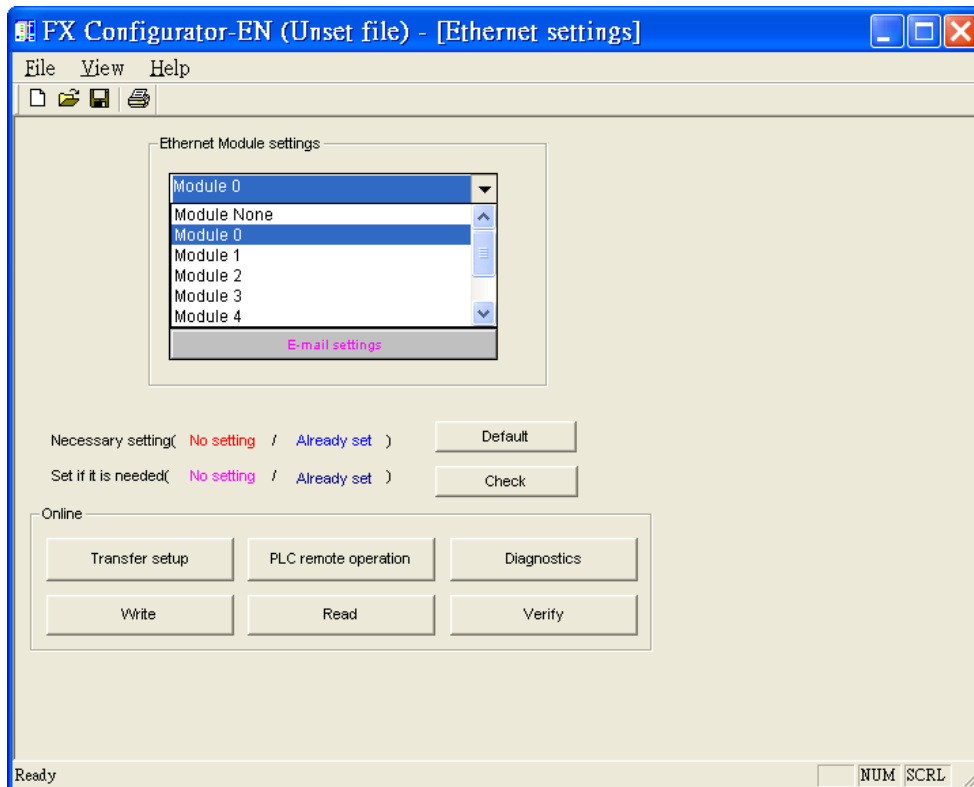 FX Configurator-EN (Unset file) - [Ethernet settings]
File View Help
Ethernet Module settings
Module 0
Module None
Module 0
Module 1
Module 2
Module 3
Module 4
E-mail settings
Necessary setting( No setting / Already set ) Default
Set if it is needed( No setting / Already set ) Check
Online
Transfer setup PLC remote operation Diagnostics
Write Read Verify
Ready NUM SCRL